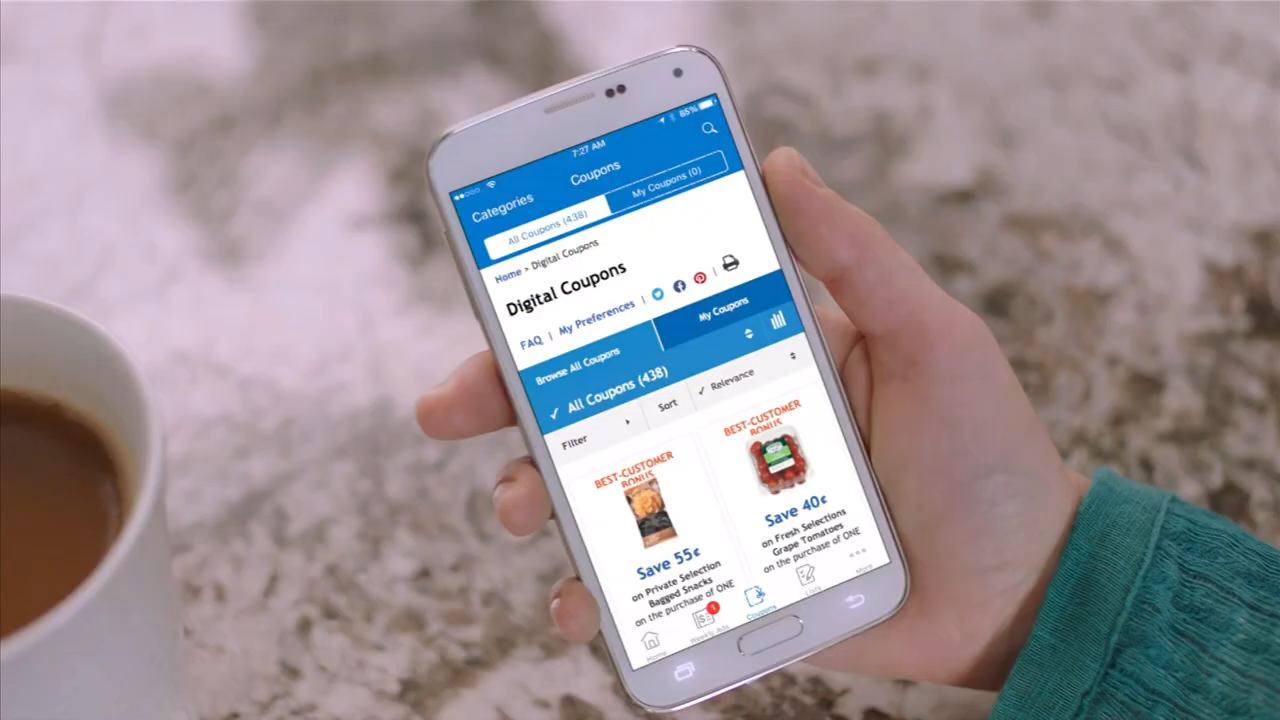 7:27 AM
85%
Categories
Coupons
All Coupons (438)
My Coupons (0)
Home > Digital Coupons
Digital Coupons
FAQ | My Preferences |
|
Browse All Coupons
My Coupons
✓ All Coupons (438)
Filter
Sort
✓ Relevance
BEST-CUSTOMER
BONUS
Save 55¢
on Private Selection
Bagged Snacks
on the purchase of ONE
BEST-CUSTOMER
BONUS
Save 40¢
on Fresh Selections
Grape Tomatoes
on the purchase of ONE
Home
Weekly Ads
1
Coupons
Lists
More